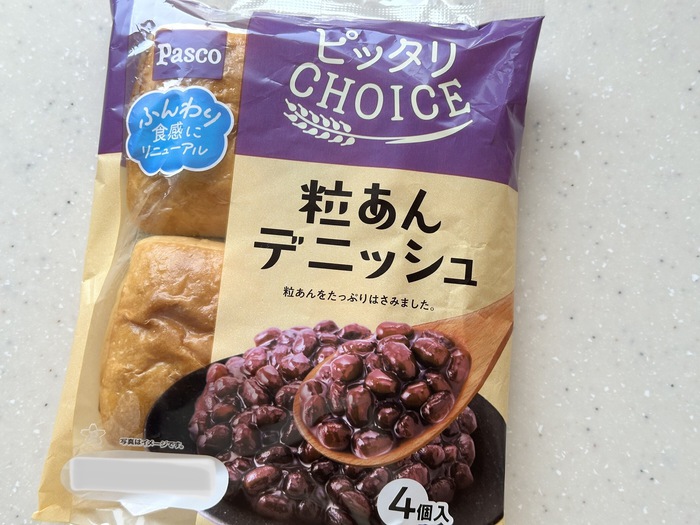 Pasco
ピッタリ
CHOICE
ふんわり
食感に
リニューアル
粒あん
デニッシュ
粒あんをたっぷりはさみました。
写真はイメージです。
4個入